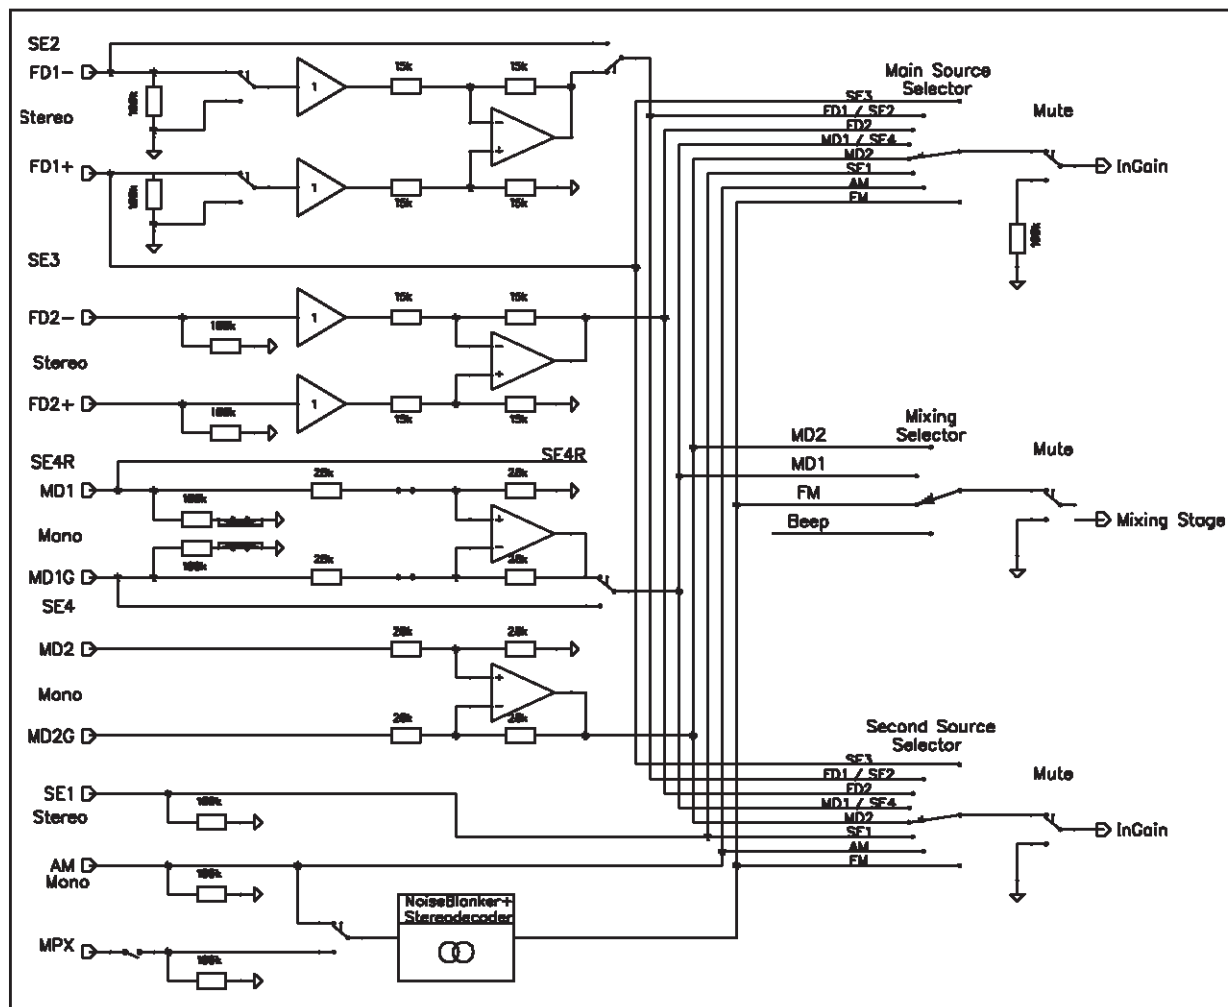 SE2
FD1-
Stereo
100k
1
15k
15k
FD1+
100k
1
15k
15k
SE3
FD2-
100k
1
15k
15k
Stereo
FD2+
100k
1
15k
15k
SE4R
SE4R
MD1
28k
28k
100k
Mono
100k
MD1G
28k
28k
SE4
MD2
28k
28k
Mono
MD2G
28k
28k
SE1
Stereo
100k
AM
Mono
100k
NoiseBlanker+
Stereodecoder
MPX
100k
Main Source
Selector
SE3
FD1 / SE2
FD2
MD1 / SE4
MD2
SE1
AM
FM
Mute
InGain
100k
Mixing
Selector
MD2
MD1
FM
Beep
Mute
Mixing Stage
Second Source
Selector
SE3
FD1 / SE2
FD2
MD1 / SE4
MD2
SE1
AM
FM
Mute
InGain